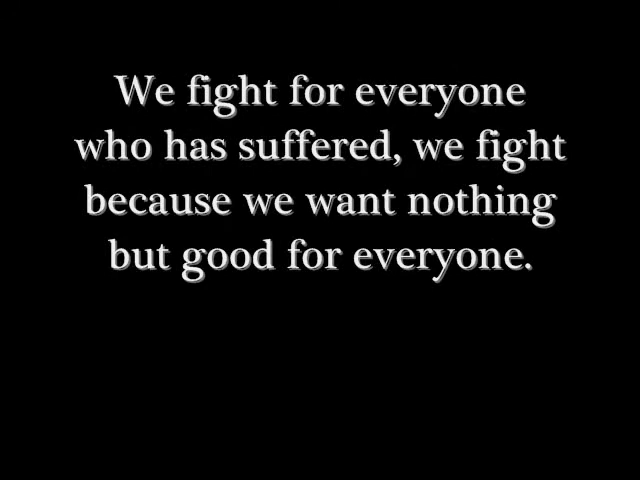 We fight for everyone
who has suffered, we fight
because we want nothing
but good for everyone.